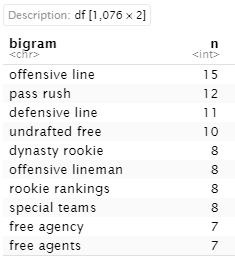 Description: df [1,076 × 2]
bigram n
<chr> <int>
offensive line 15
pass rush 12
defensive line 11
undrafted free 10
dynasty rookie 8
offensive lineman 8
rookie rankings 8
special teams 8
free agency 7
free agents 7